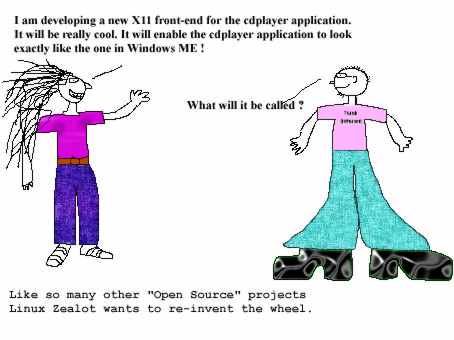 I am developing a new X11 front-end for the cdplayer application.
It will be really cool. It will enable the cdplayer application to look
exactly like the one in Windows ME !
What will it be called ?
Like so many other "Open Source" projects
Linux Zealot wants to re-invent the wheel.